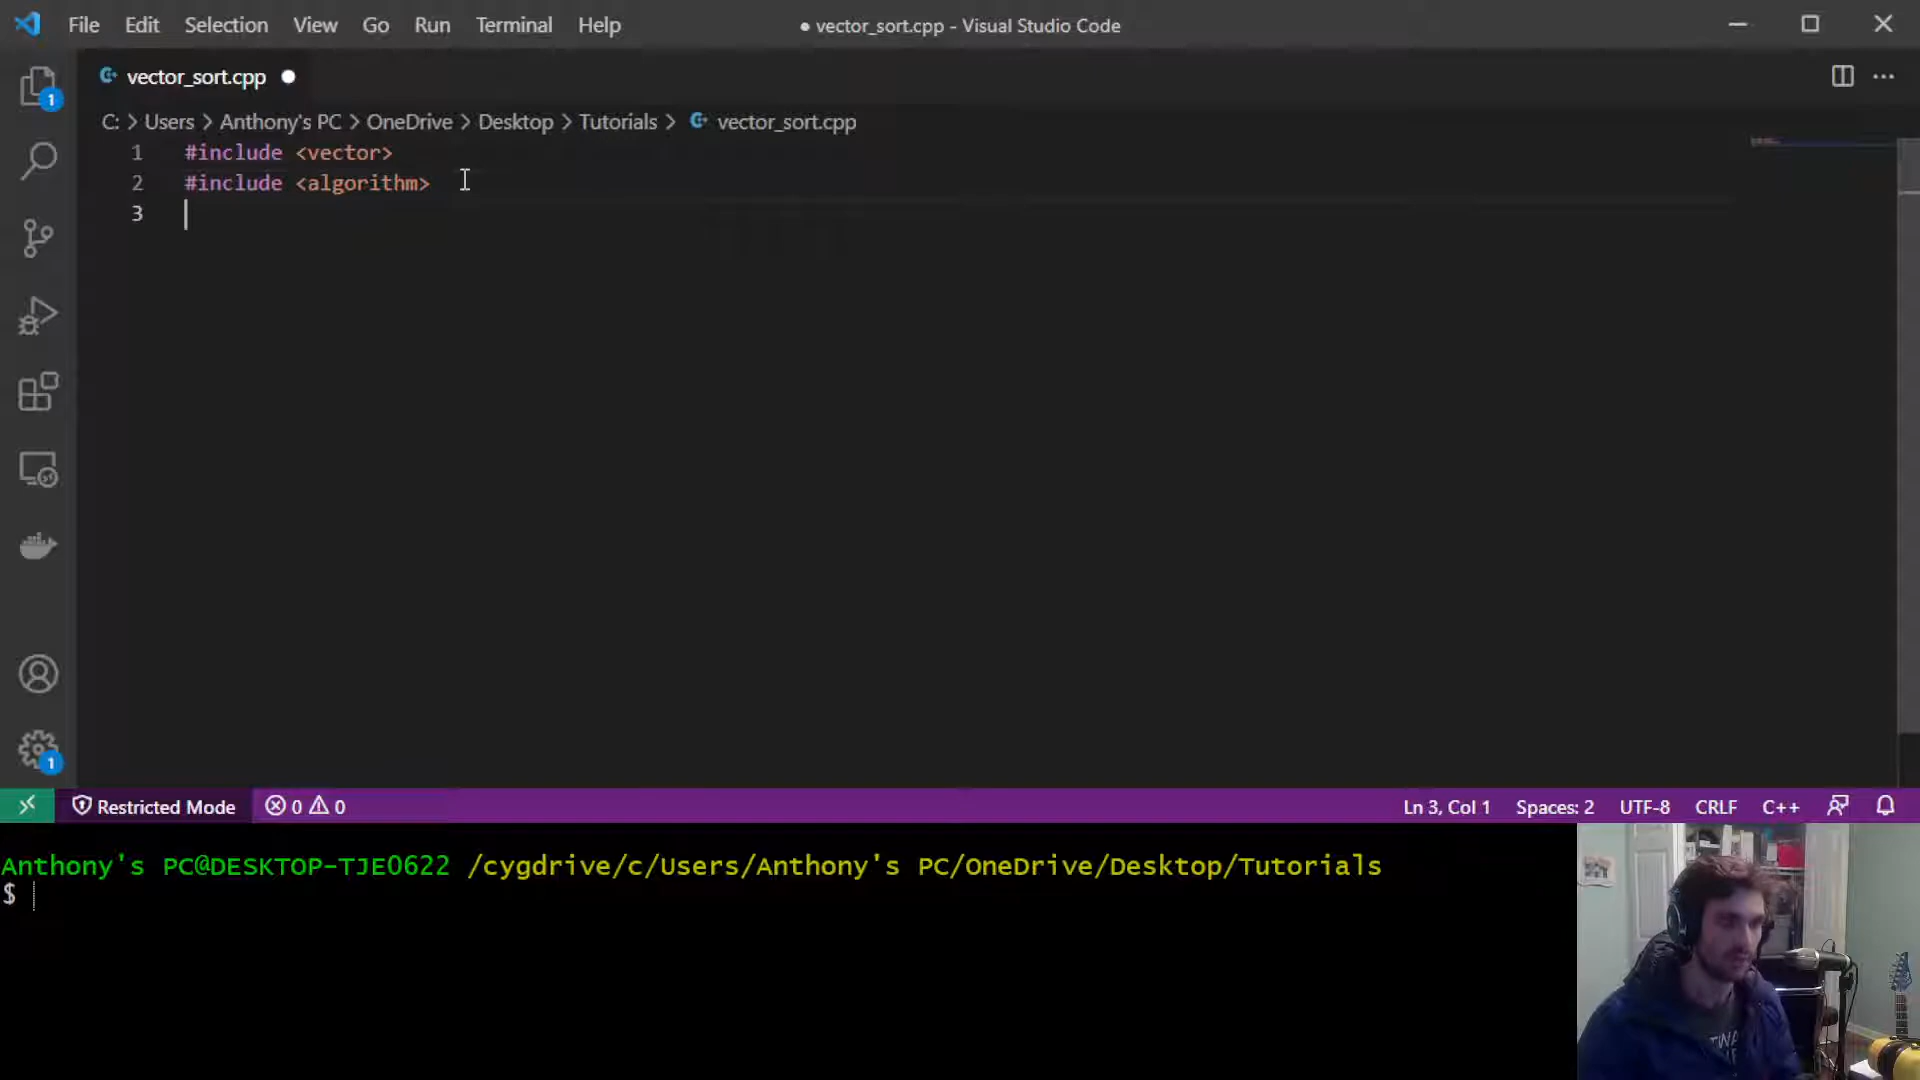 File Edit Selection View Go Run Terminal Help ● vector_sort.cpp - Visual Studio Code
vector_sort.cpp ●
C: > Users > Anthony's PC > OneDrive > Desktop > Tutorials > vector_sort.cpp
1 #include <vector>
2 #include <algorithm>
3
1
1
Restricted Mode 0 0 Ln 3, Col 1 Spaces: 2 UTF-8 CRLF C++
Anthony's PC@DESKTOP-TJE0622 /cygdrive/c/Users/Anthony's PC/OneDrive/Desktop/Tutorials
$